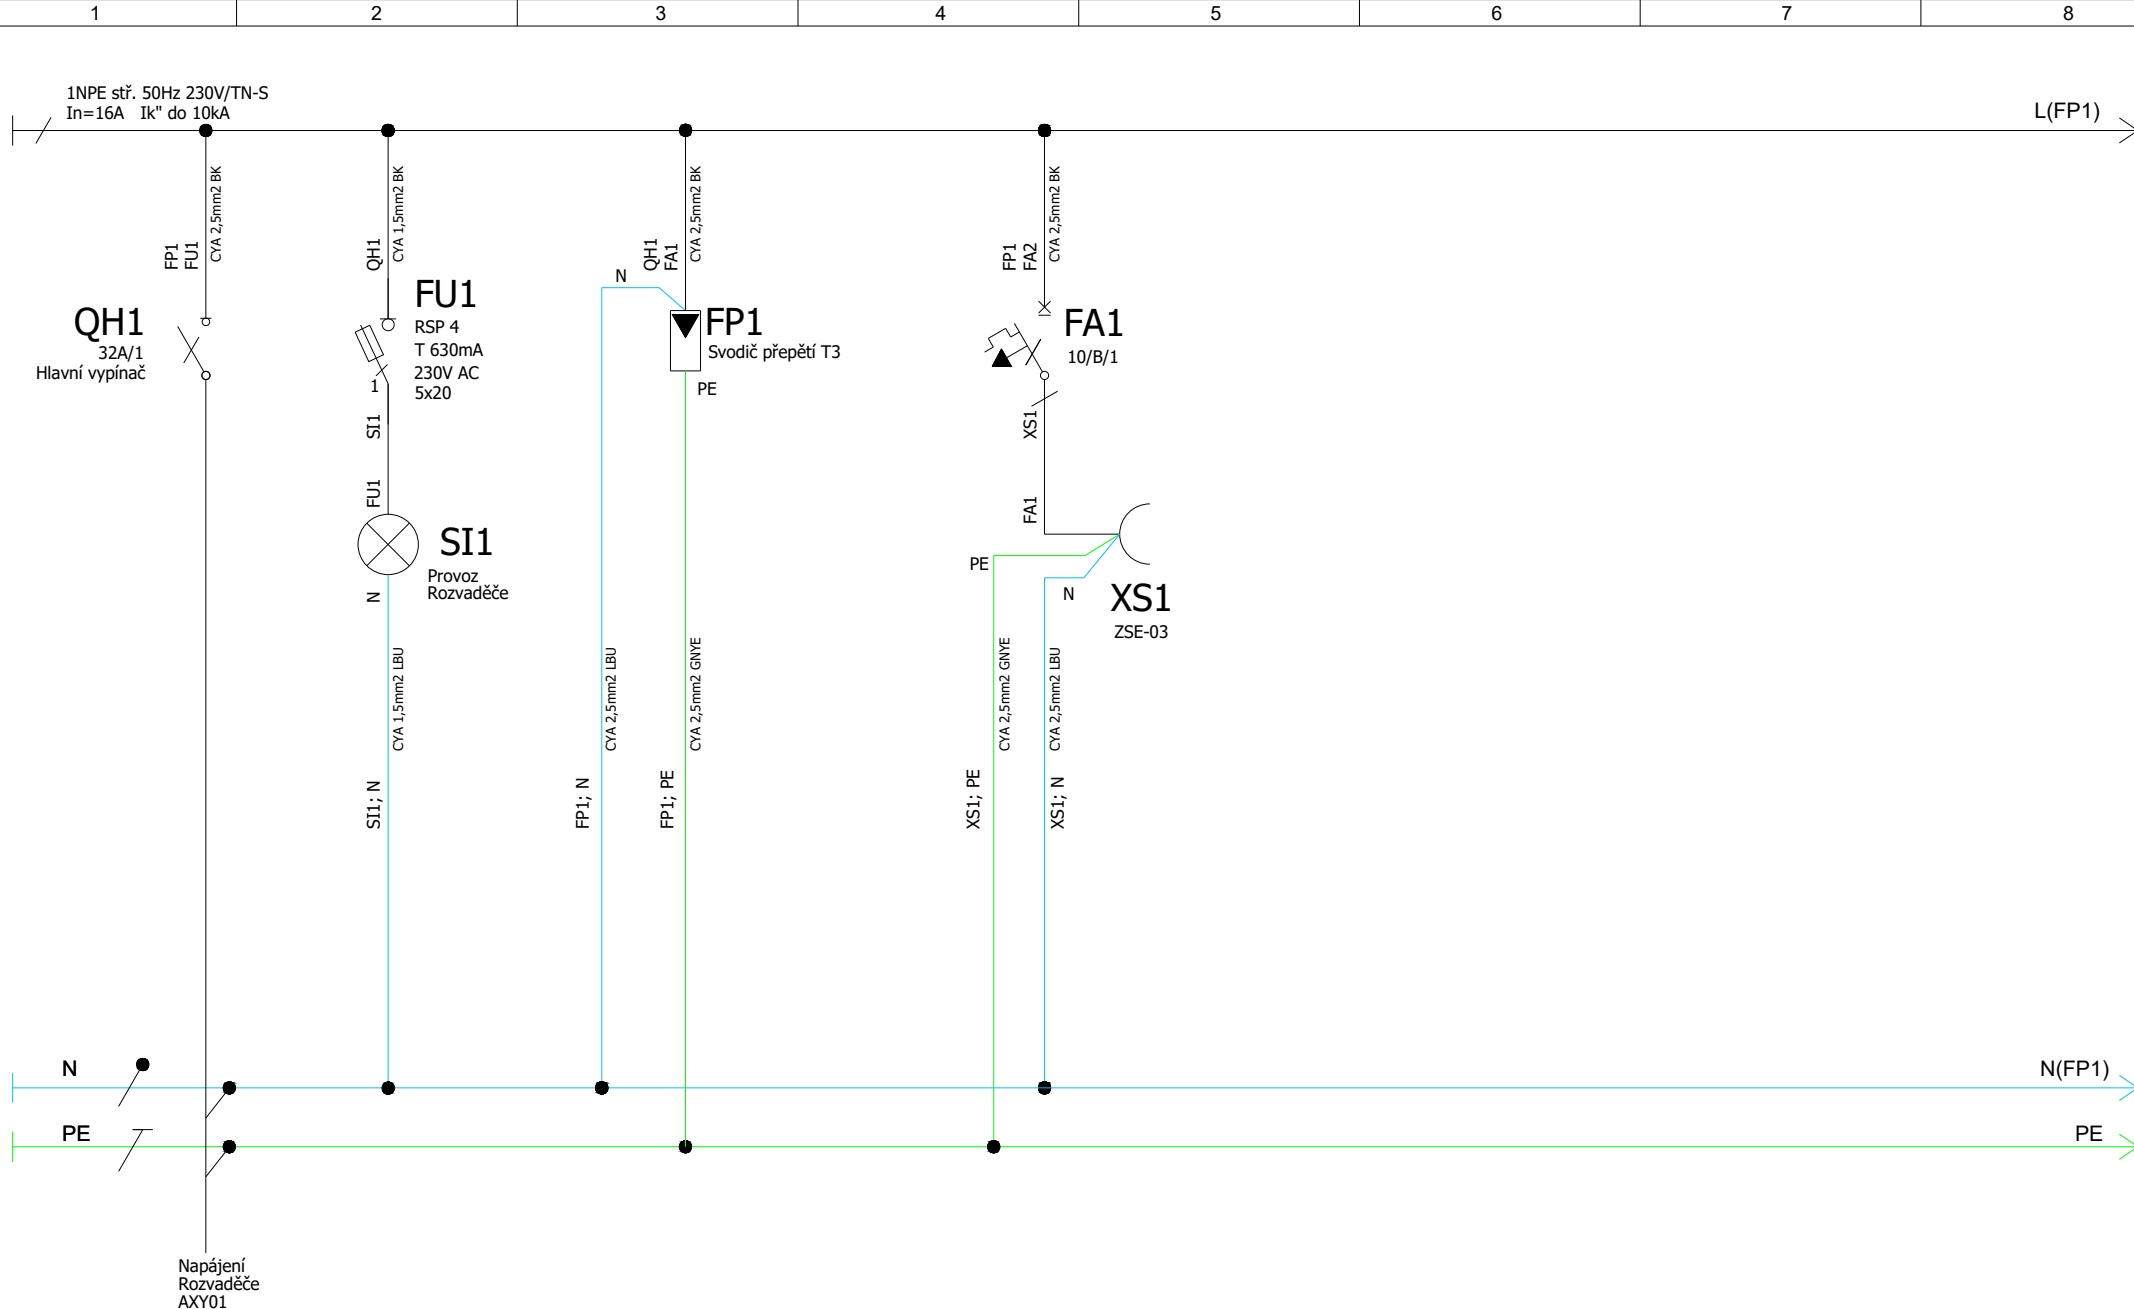 1
2
3
4
5
6
7
8
1NPE stř. 50Hz 230V/TN-S
In=16A Ik" do 10kA
L(FP1)
FP1
FU1
CYA 2,5mm2 BK
QH1
32A/1
Hlavní vypínač
QH1
CYA 1,5mm2 BK
FU1
RSP 4
T 630mA
230V AC
5x20
1
SI1
FU1
SI1
Provoz
Rozvaděče
N
CYA 1,5mm2 LBU
SI1; N
N
QH1
FA1
CYA 2,5mm2 BK
FP1
Svodič přepětí T3
PE
CYA 2,5mm2 LBU
FP1; N
CYA 2,5mm2 GNYE
FP1; PE
FP1
FA2
CYA 2,5mm2 BK
FA1
10/B/1
XS1
FA1
PE
N
XS1
ZSE-03
CYA 2,5mm2 GNYE
XS1; PE
CYA 2,5mm2 LBU
XS1; N
N
N(FP1)
PE
PE
Napájení
Rozvaděče
AXY01